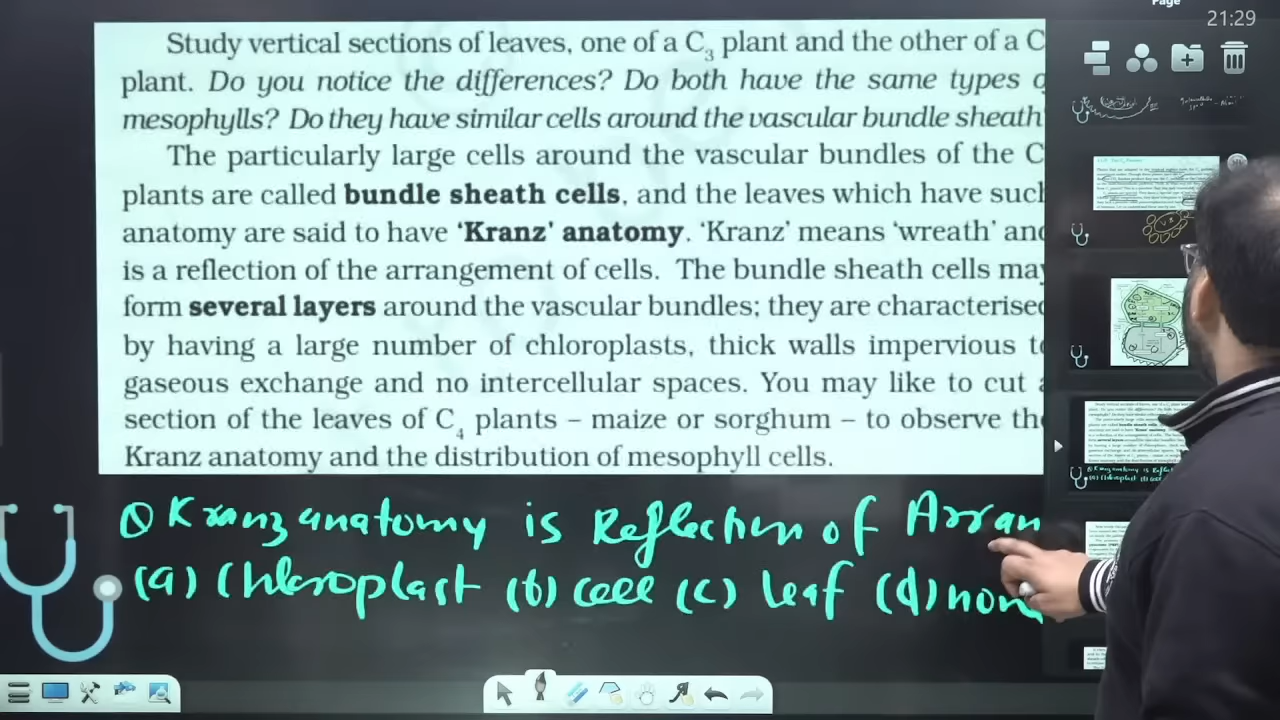 Page
21:29
Study vertical sections of leaves, one of a C3 plant and the other of a C
plant. Do you notice the differences? Do both have the same types
mesophylls? Do they have similar cells around the vascular bundle sheath
The particularly large cells around the vascular bundles of the C
plants are called bundle sheath cells, and the leaves which have such
anatomy are said to have ‘Kranz’ anatomy. ‘Kranz’ means ‘wreath’ and
is a reflection of the arrangement of cells. The bundle sheath cells may
form several layers around the vascular bundles; they are characterised
by having a large number of chloroplasts, thick walls impervious to
gaseous exchange and no intercellular spaces. You may like to cut
section of the leaves of C4 plants – maize or sorghum – to observe the
Kranz anatomy and the distribution of mesophyll cells.
Q Kranz anatomy is Reflection of Arran
(a) Chloroplast (b) cell (c) leaf (d) non